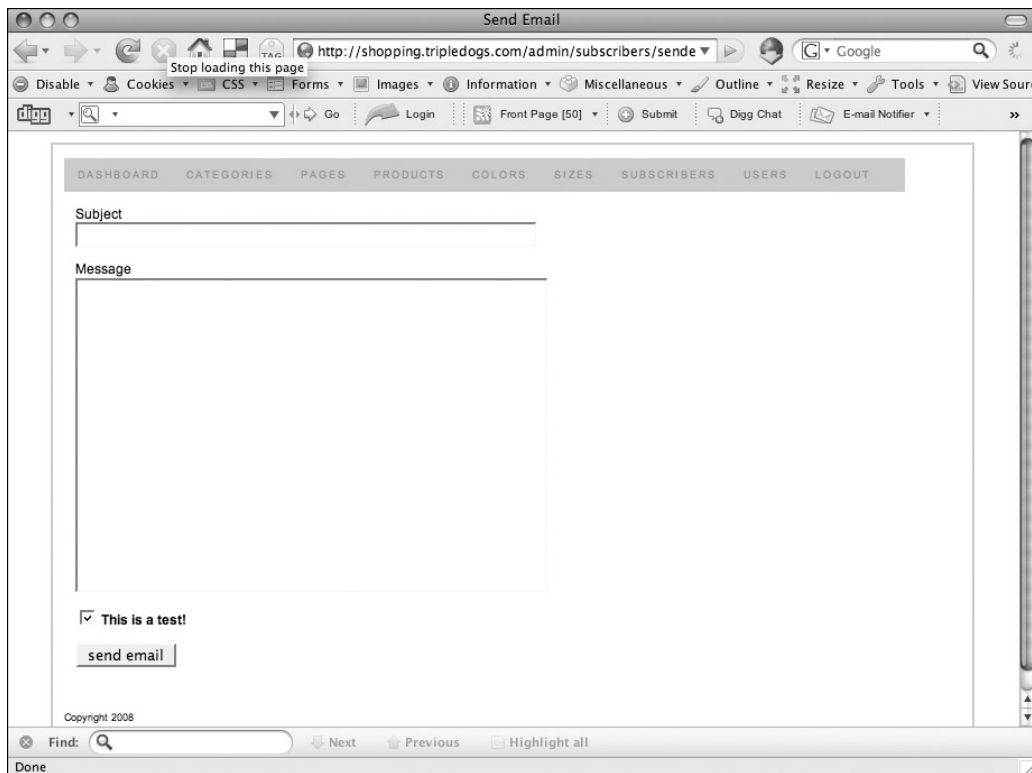 Send Email
TAG http://shopping.tripledogs.com/admin/subscribers/sende G Google
Stop loading this page
Disable Cookies CSS Forms Images Information Miscellaneous Outline Resize Tools View Sour
digg Go Login Front Page [50] Submit Digg Chat E-mail Notifier »
DASHBOARD CATEGORIES PAGES PRODUCTS COLORS SIZES SUBSCRIBERS USERS LOGOUT
Subject
Message
This is a test!
send email
Copyright 2008
Find: Next Previous Highlight all
Done